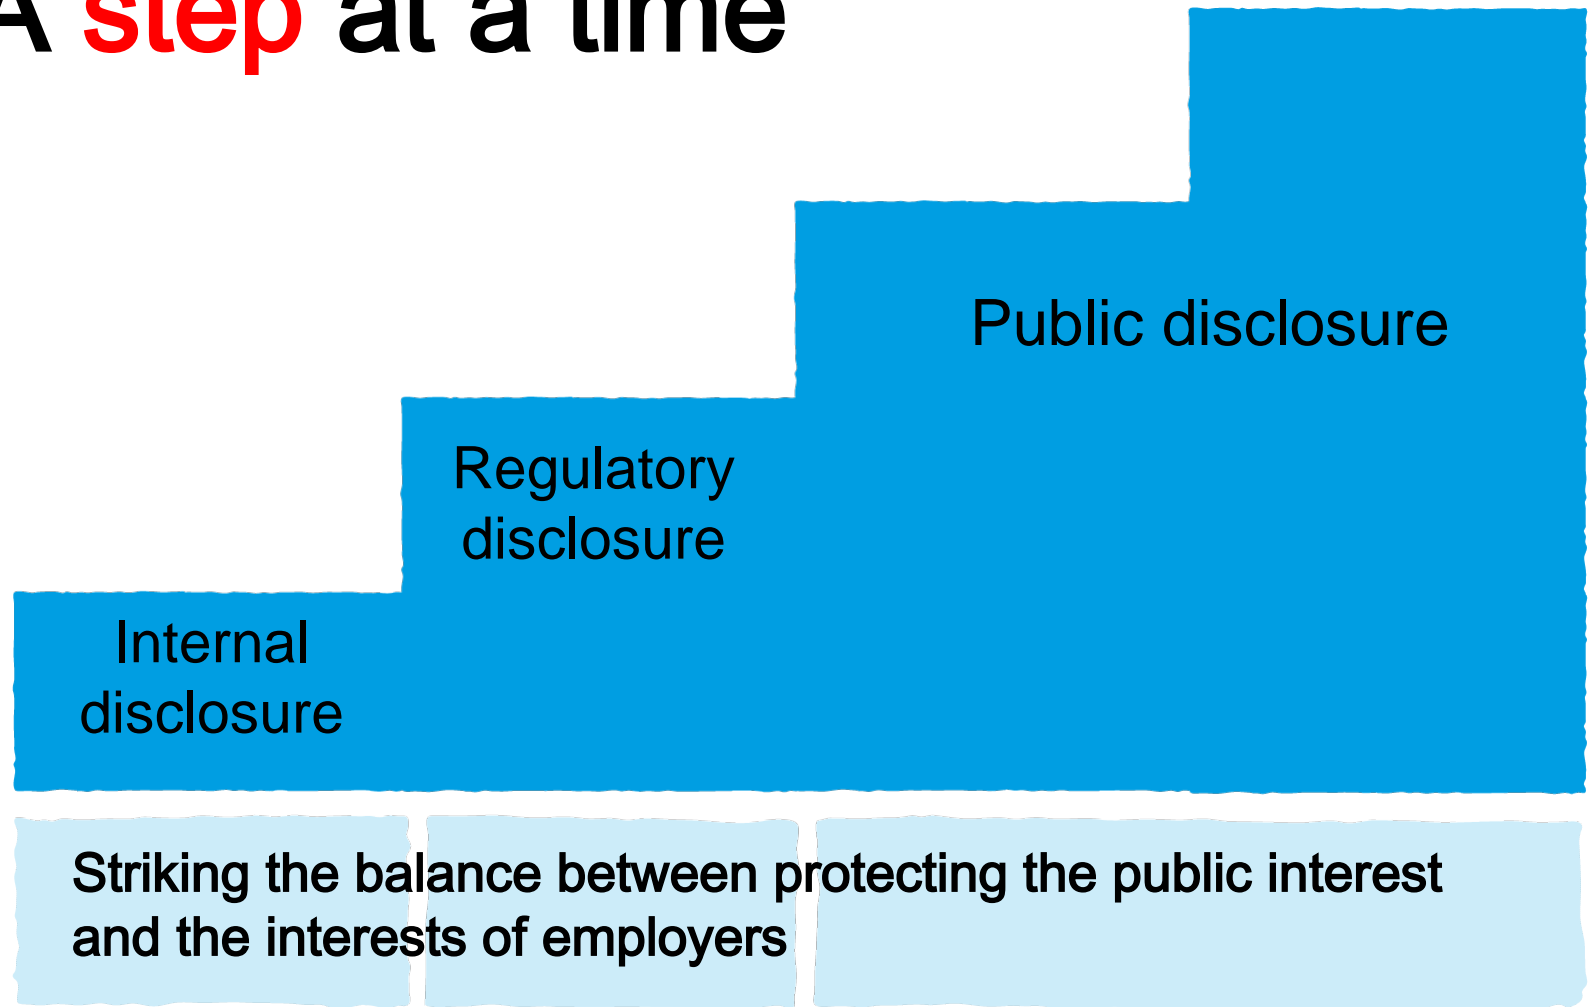 A step at a time
Public disclosure
Regulatory
disclosure
Internal
disclosure
Striking the balance between protecting the public interest
and the interests of employers